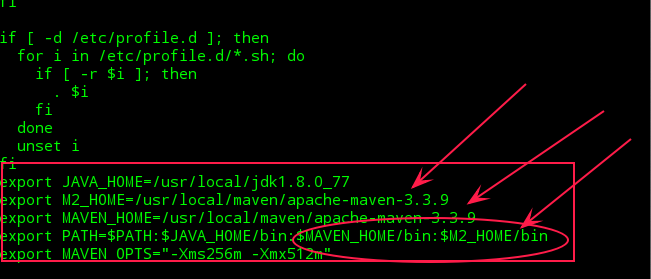 fi
if [ -d /etc/profile.d ]; then
for i in /etc/profile.d/*.sh; do
if [ -r $i ]; then
. $i
fi
done
unset i
fi
export JAVA_HOME=/usr/local/jdk1.8.0_77
export M2_HOME=/usr/local/maven/apache-maven-3.3.9
export MAVEN_HOME=/usr/local/maven/apache-maven-3.3.9
export PATH=$PATH:$JAVA_HOME/bin:$MAVEN_HOME/bin:$M2_HOME/bin
export MAVEN_OPTS="-Xms256m -Xmx512m"